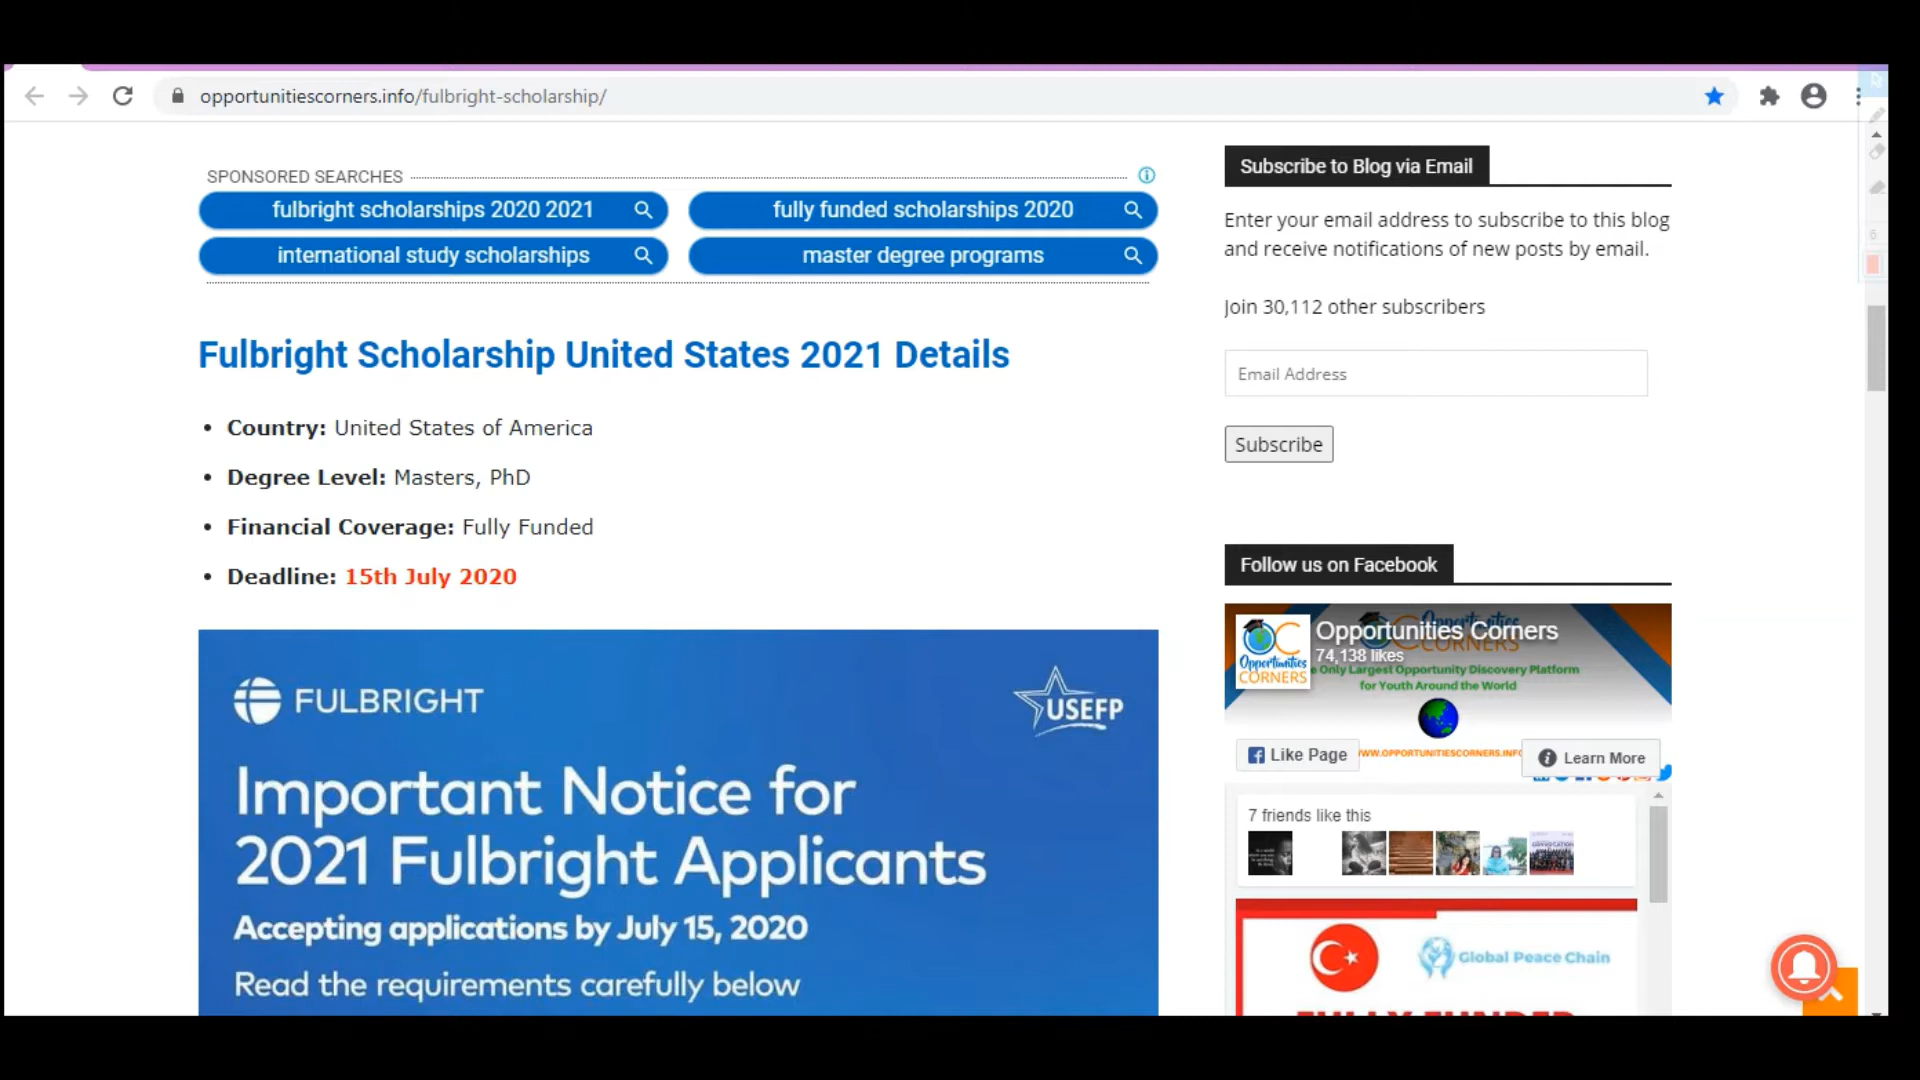 opportunitiescorners.info/fulbright-scholarship/
SPONSORED SEARCHES
fulbright scholarships 2020 2021
fully funded scholarships 2020
international study scholarships
master degree programs
Fulbright Scholarship United States 2021 Details
Country: United States of America
Degree Level: Masters, PhD
Financial Coverage: Fully Funded
Deadline: 15th July 2020
FULBRIGHT
USEFP
Important Notice for
2021 Fulbright Applicants
Accepting applications by July 15, 2020
Read the requirements carefully below
Subscribe to Blog via Email
Enter your email address to subscribe to this blog
and receive notifications of new posts by email.
Join 30,112 other subscribers
Email Address
Subscribe
Follow us on Facebook
Opportunities Corners
74,138 likes
Opportunities
CORNERS
Only Largest Opportunity Discovery Platform
for Youth Around the World
Like Page
WWW.OPPORTUNITIESCORNERS.INFO
Learn More
7 friends like this
Global Peace Chain
FULLY FUNDED
6